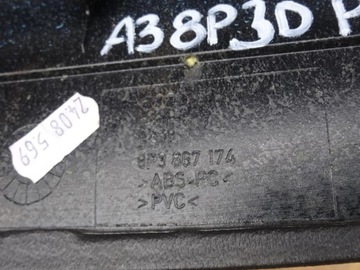 A38P3D
2408 569
8P3 867 174
>ABS-PC<
>PVC<